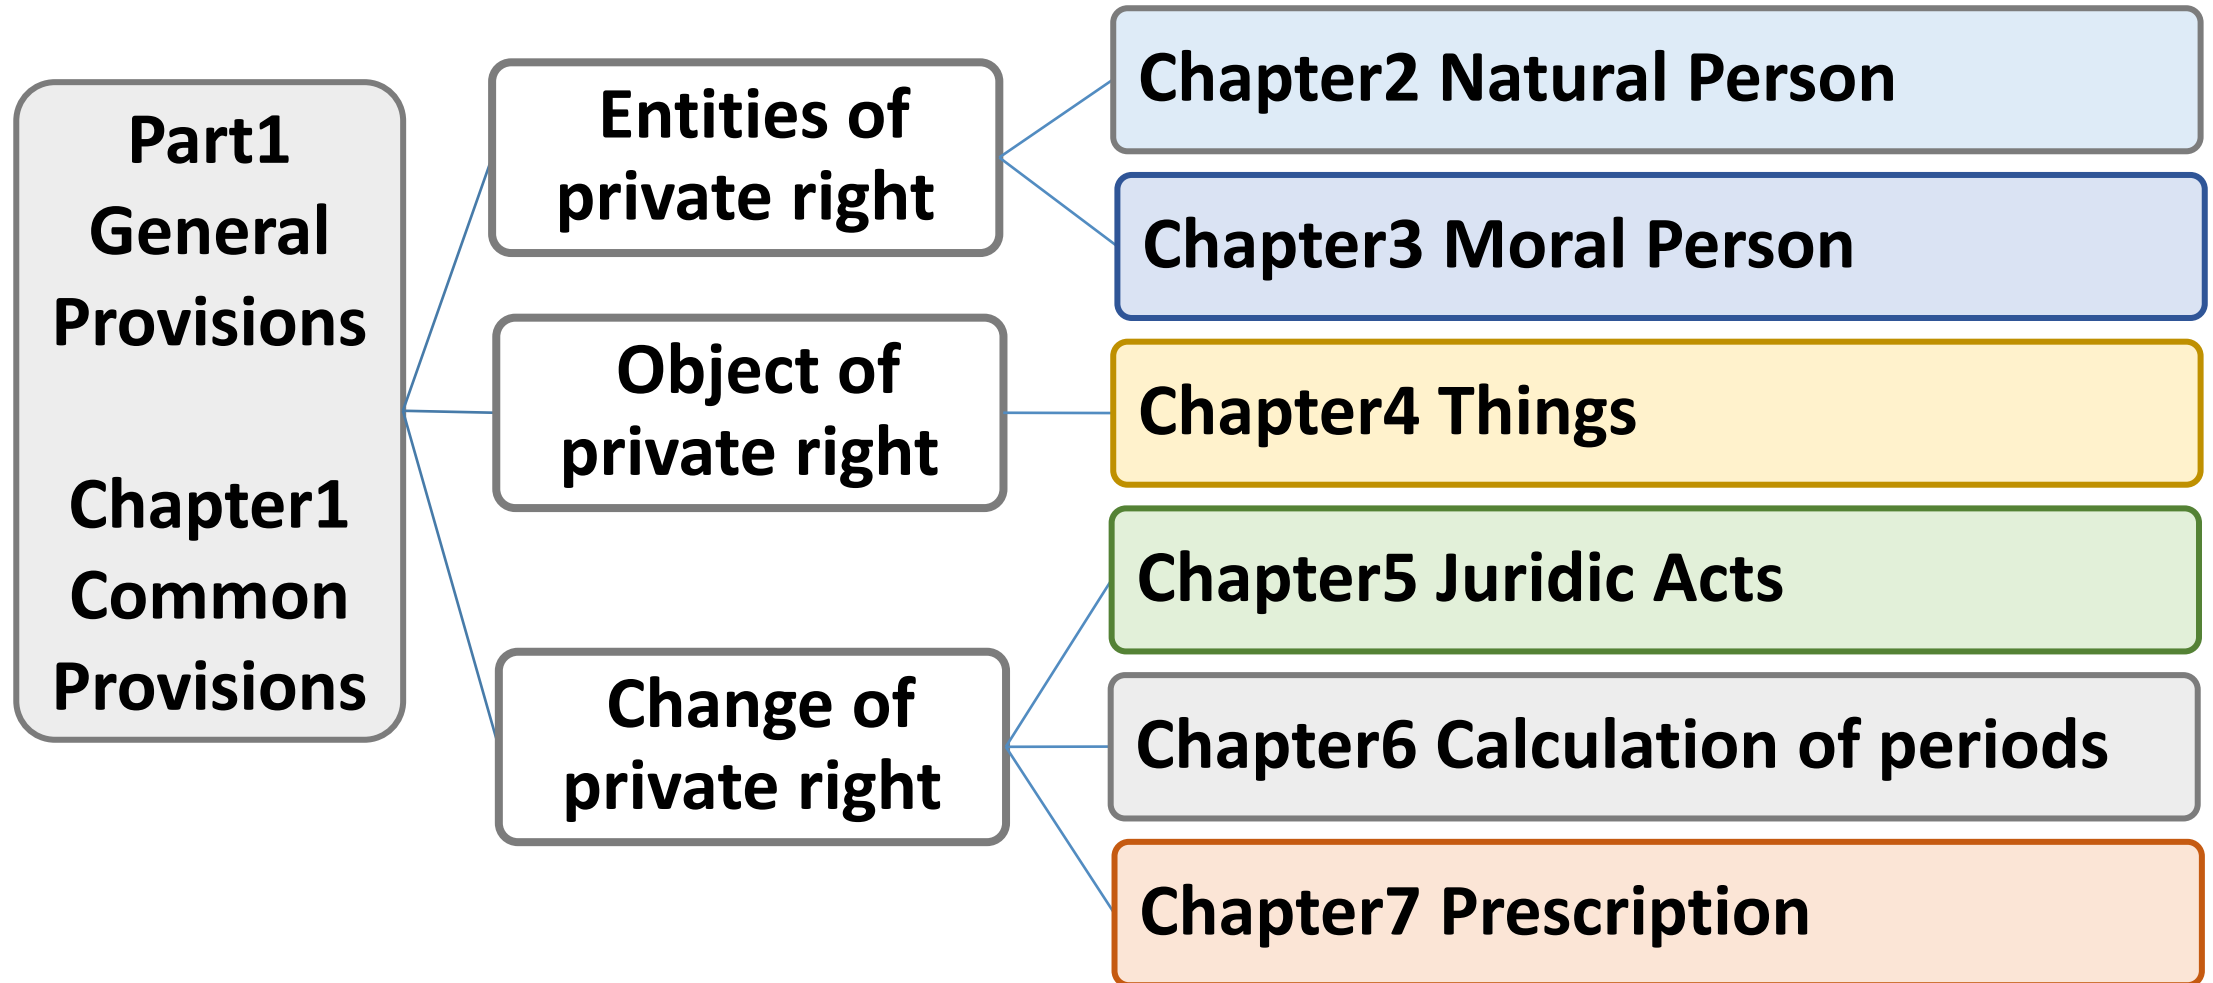 Part1
General
Provisions
Chapter1
Common
Provisions
Entities of
private right
Object of
private right
Change of
private right
Chapter2 Natural Person
Chapter3 Moral Person
Chapter4 Things
Chapter5 Juridic Acts
Chapter6 Calculation of periods
Chapter7 Prescription